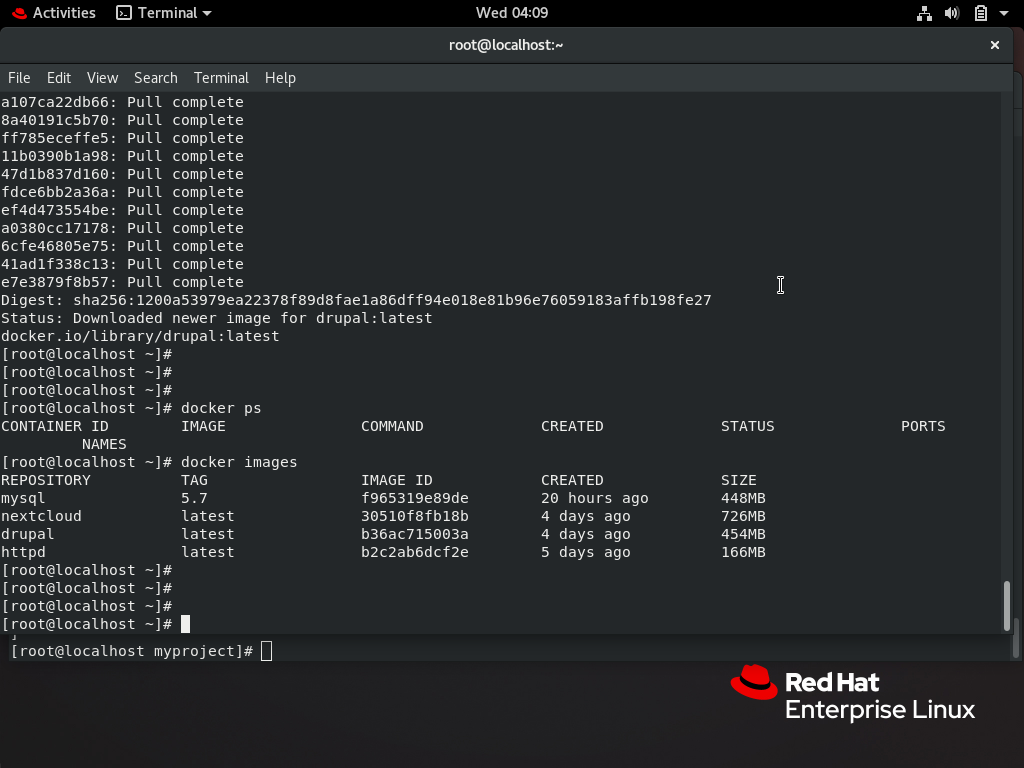 Activities Terminal Wed 04:09
root@localhost:~ ×
File Edit View Search Terminal Help
a107ca22db66: Pull complete
8a40191c5b70: Pull complete
ff785eceffe5: Pull complete
11b0390b1a98: Pull complete
47d1b837d160: Pull complete
fdce6bb2a36a: Pull complete
ef4d473554be: Pull complete
a0380cc17178: Pull complete
6cfe46805e75: Pull complete
41ad1f338c13: Pull complete
e7e3879f8b57: Pull complete
Digest: sha256:1200a53979ea22378f89d8fae1a86dff94e018e81b96e76059183affb198fe27
Status: Downloaded newer image for drupal:latest
docker.io/library/drupal:latest
[root@localhost ~]#
[root@localhost ~]#
[root@localhost ~]#
[root@localhost ~]# docker ps
CONTAINER ID IMAGE COMMAND CREATED STATUS PORTS
NAMES
[root@localhost ~]# docker images
REPOSITORY TAG IMAGE ID CREATED SIZE
mysql 5.7 f965319e89de 20 hours ago 448MB
nextcloud latest 30510f8fb18b 4 days ago 726MB
drupal latest b36ac715003a 4 days ago 454MB
httpd latest b2c2ab6dcf2e 5 days ago 166MB
[root@localhost ~]#
[root@localhost ~]#
[root@localhost ~]#
[root@localhost ~]#
]
[root@localhost myproject]#
Red Hat
Enterprise Linux